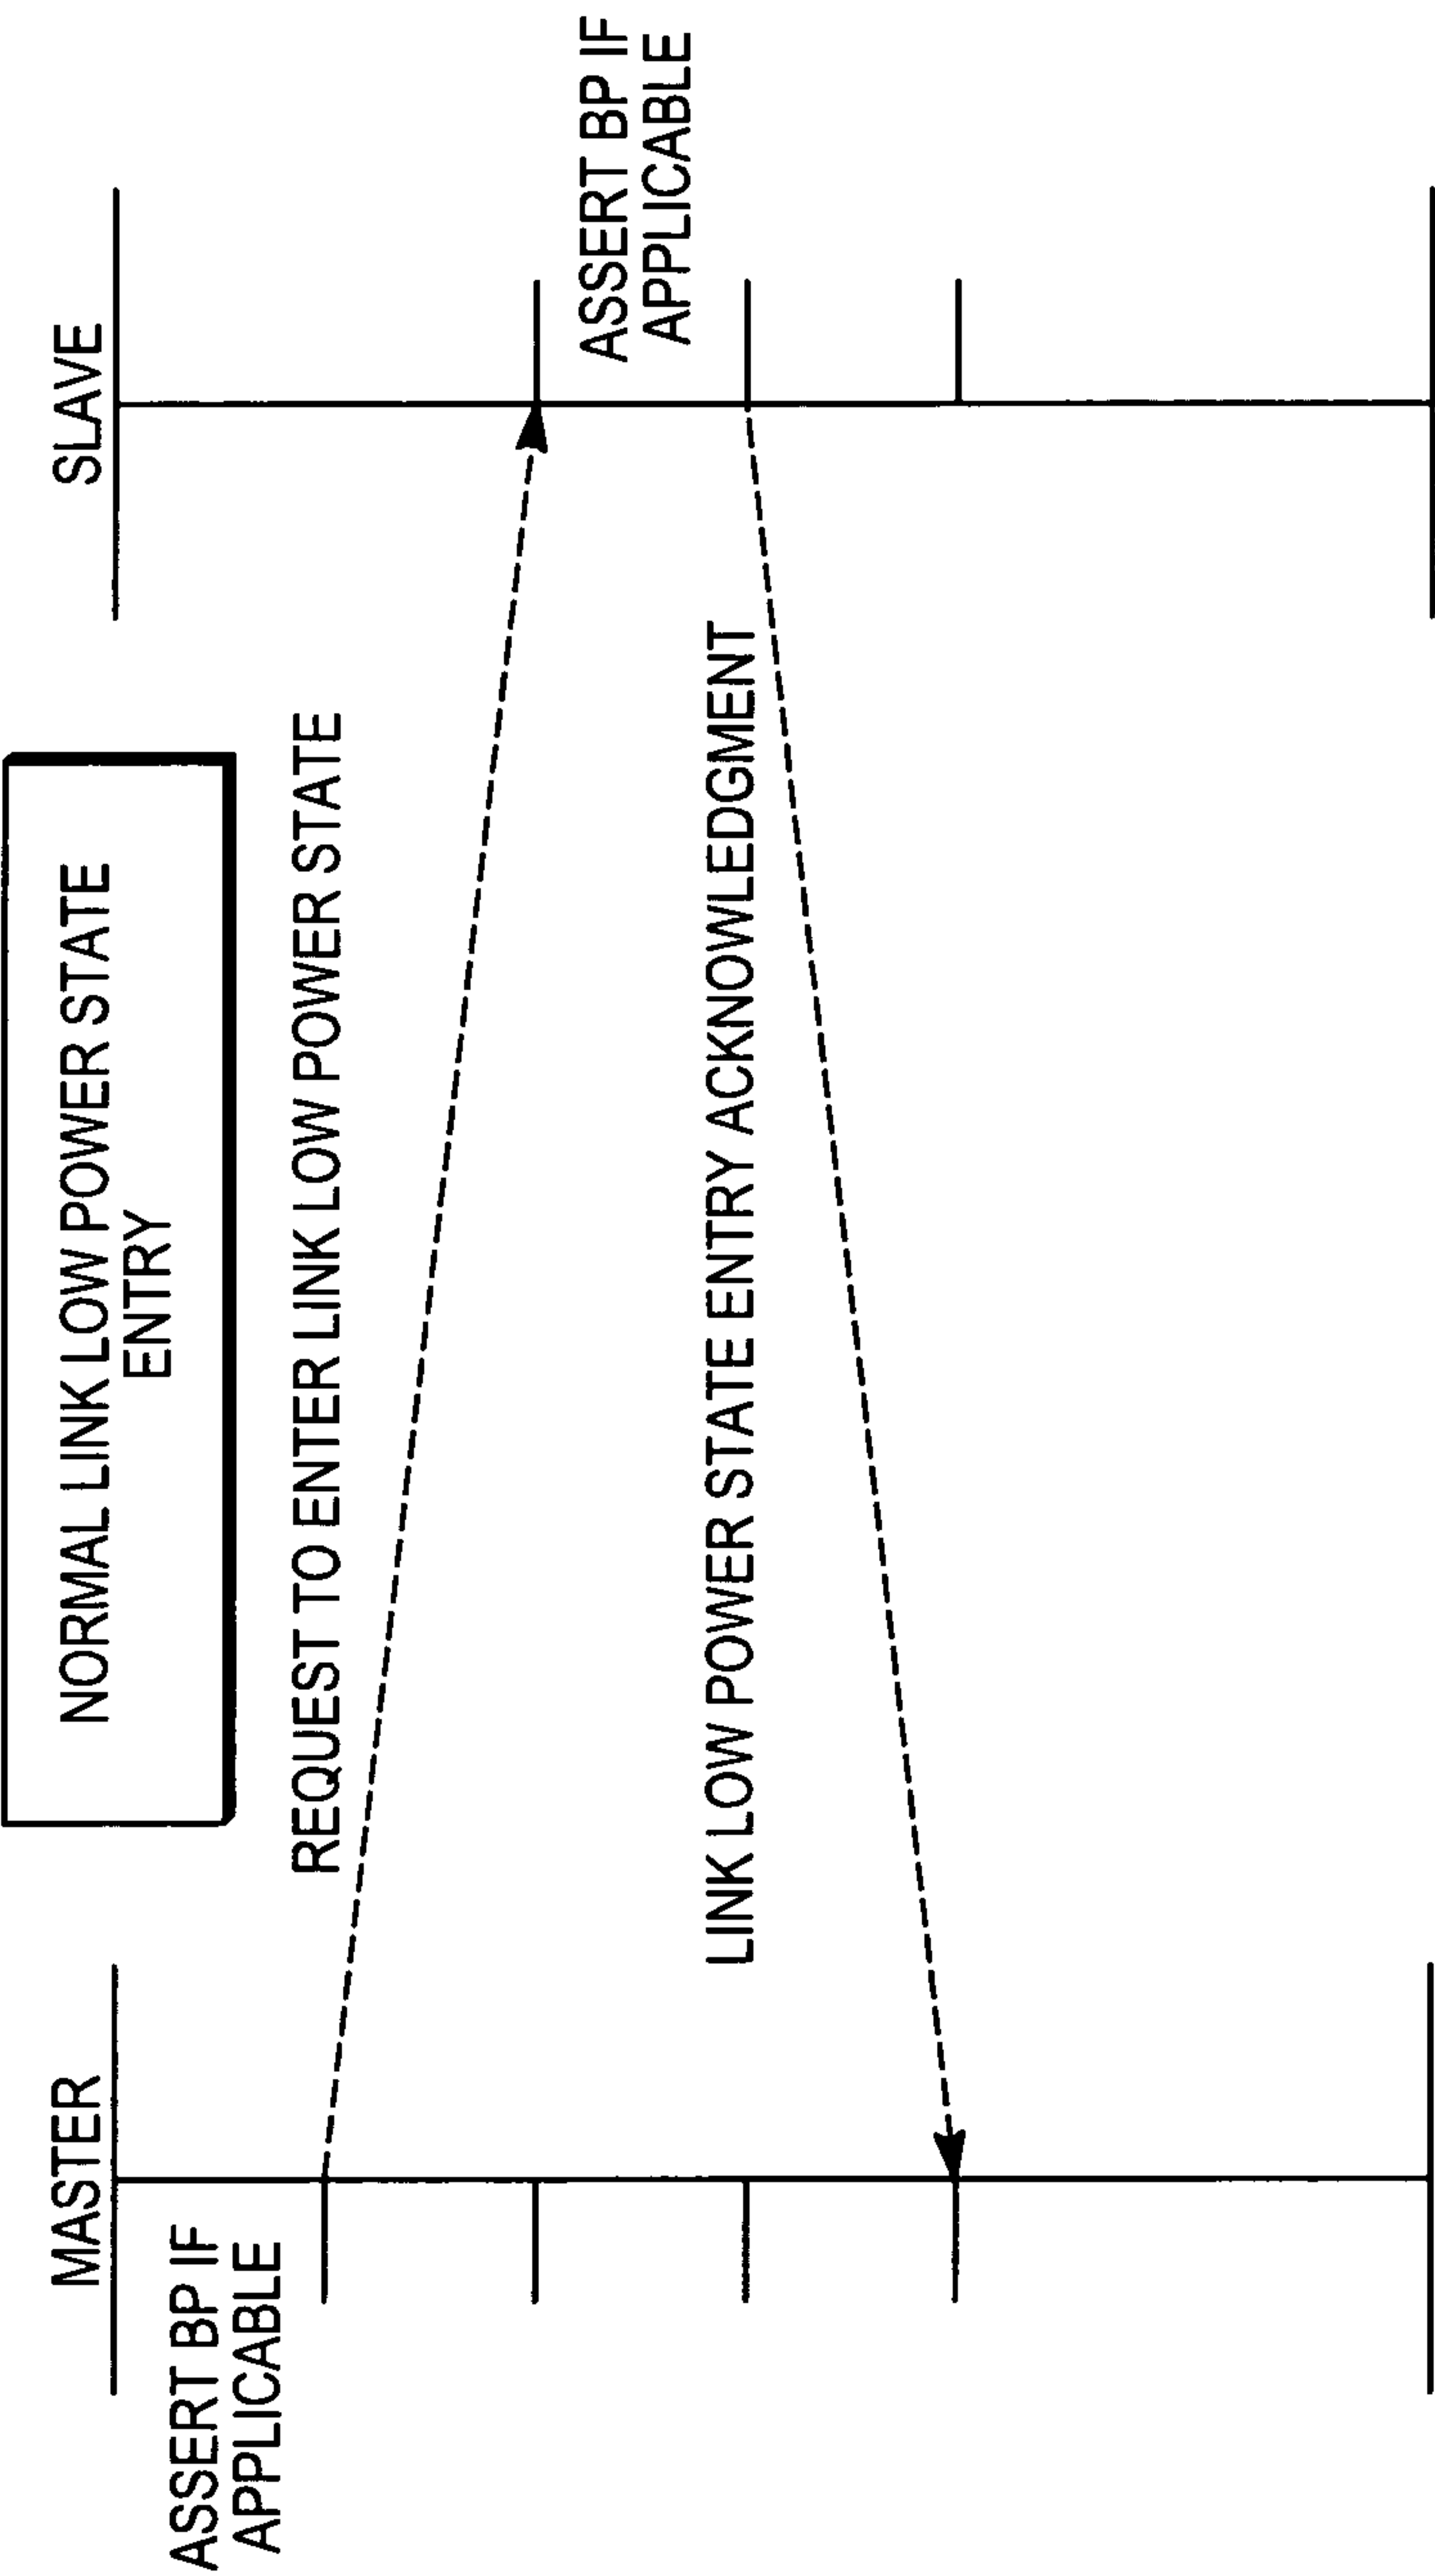 NORMAL LINK LOW POWER STATE
ENTRY
MASTER
SLAVE
ASSERT BP IF
APPLICABLE
REQUEST TO ENTER LINK LOW POWER STATE
ASSERT BP IF
APPLICABLE
LINK LOW POWER STATE ENTRY ACKNOWLEDGMENT